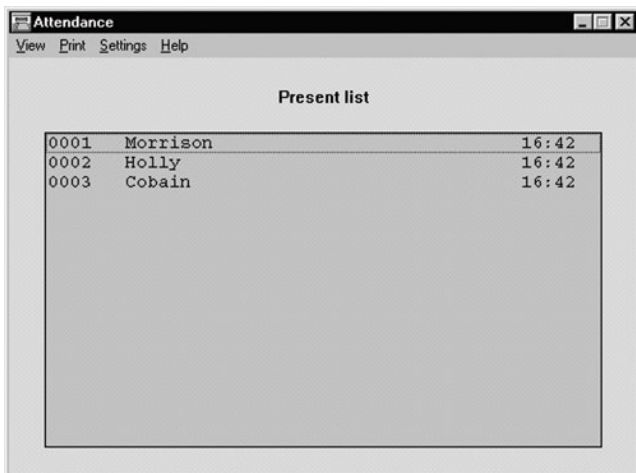 Attendance
View Print Settings Help
Present list
0001 Morrison 16:42
0002 Holly 16:42
0003 Cobain 16:42